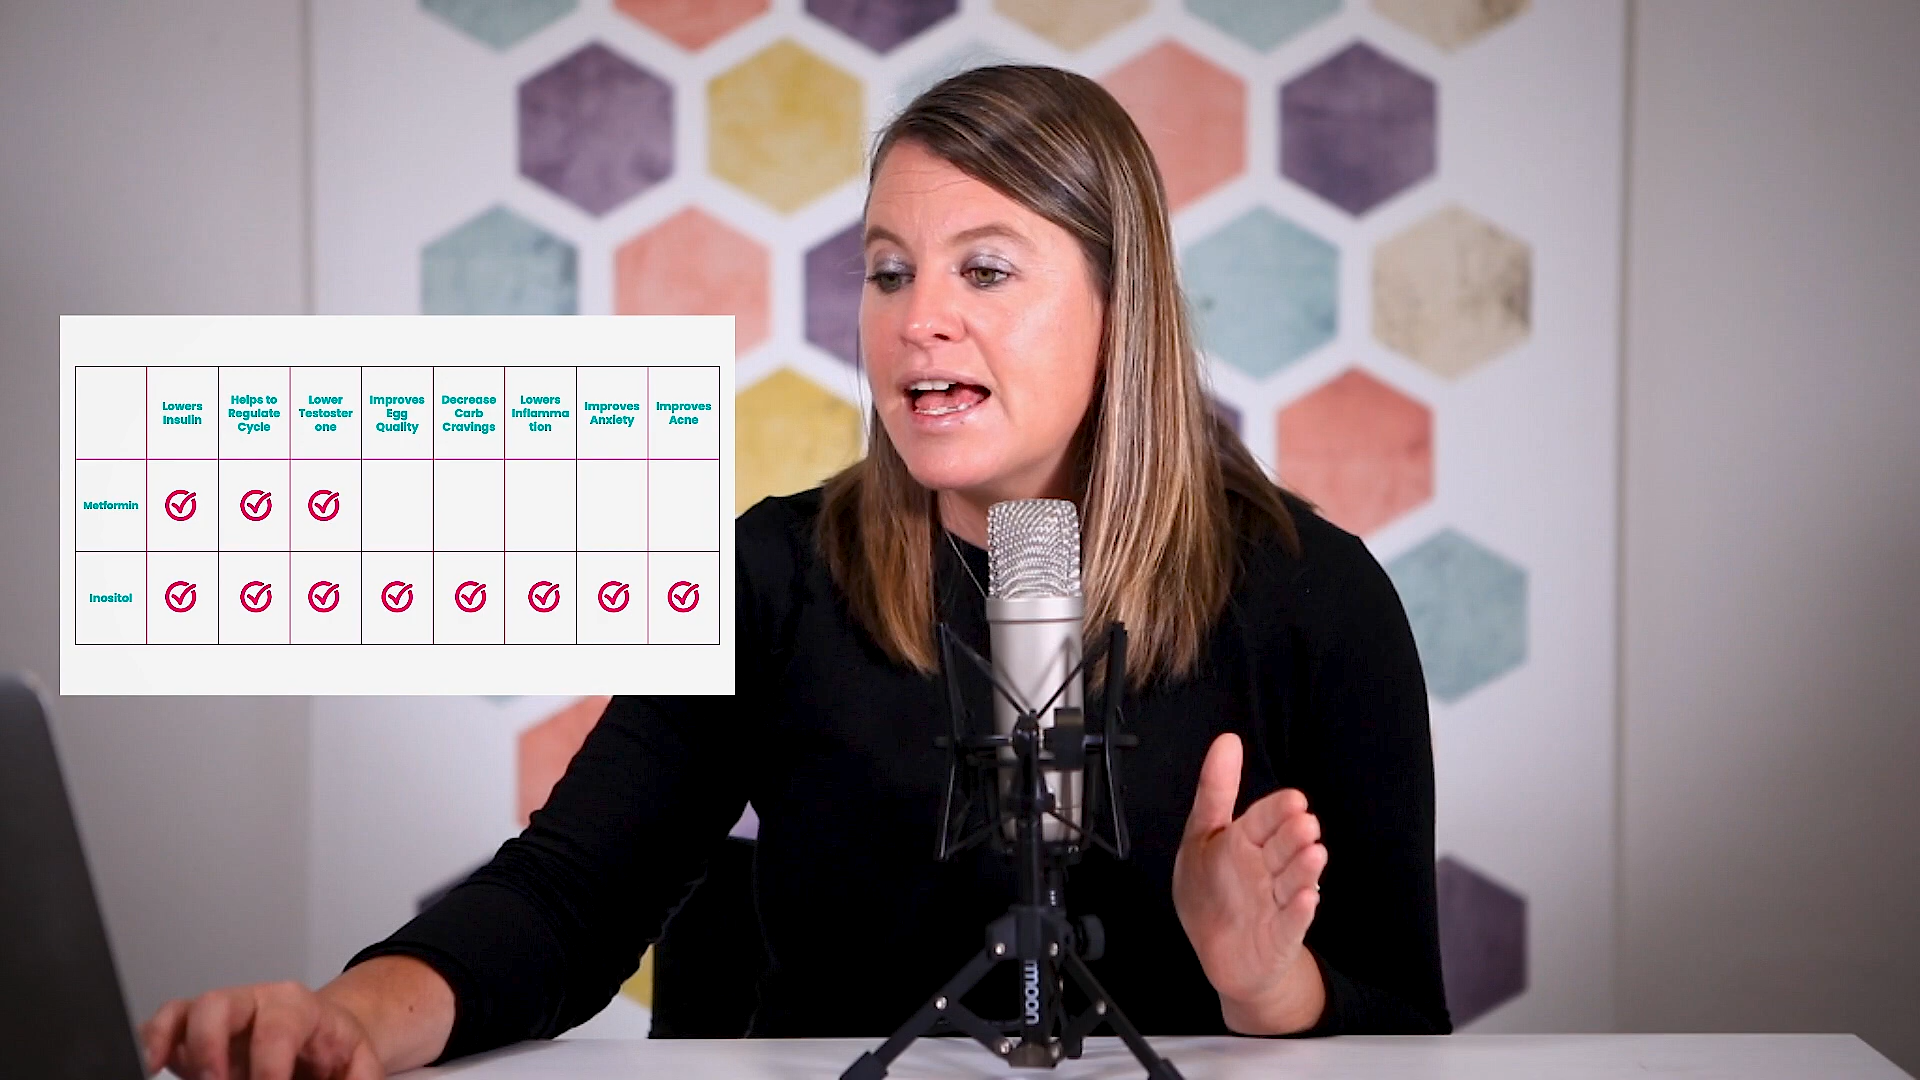 Lowers
Insulin
Helps to
Regulate
Cycle
Lower
Testoster
one
Improves
Egg
Quality
Decrease
Carb
Cravings
Lowers
Inflamma
tion
Improves
Anxiety
Improves
Acne
Metformin
Inositol
moon